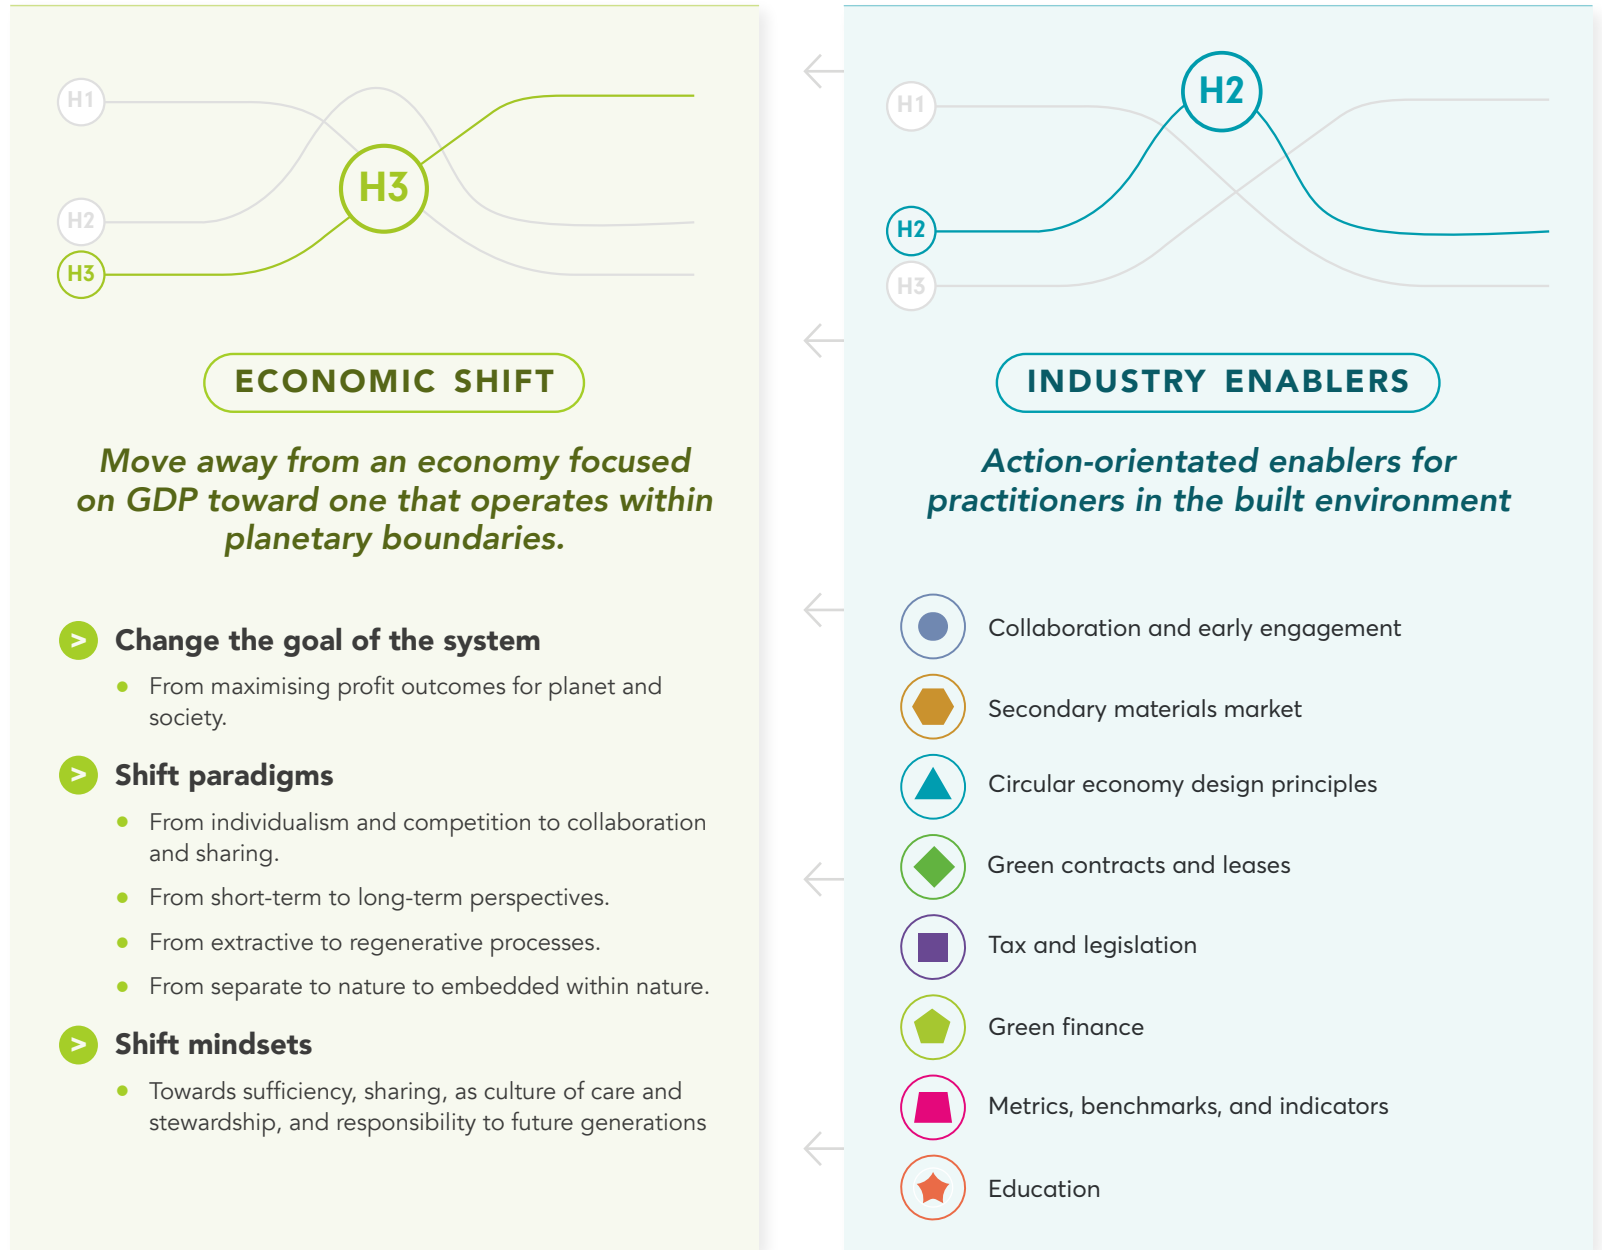 H1
H2
H3
H3
ECONOMIC SHIFT
Move away from an economy focused
on GDP toward one that operates within
planetary boundaries.
> Change the goal of the system
From maximising profit outcomes for planet and
society.
> Shift paradigms
From individualism and competition to collaboration
and sharing.
From short-term to long-term perspectives.
From extractive to regenerative processes.
From separate to nature to embedded within nature.
> Shift mindsets
Towards sufficiency, sharing, as culture of care and
stewardship, and responsibility to future generations
H1
H2
H2
H3
INDUSTRY ENABLERS
Action-orientated enablers for
practitioners in the built environment
Collaboration and early engagement
Secondary materials market
Circular economy design principles
Green contracts and leases
Tax and legislation
Green finance
Metrics, benchmarks, and indicators
Education